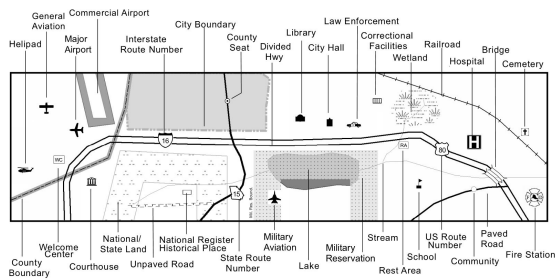 General
Aviation
Commercial Airport
Helipad
Major
Airport
Interstate
Route Number
City Boundary
County
Seat
Divided
Hwy
Library
City Hall
Law Enforcement
Correctional
Facilities
Wetland
Railroad
Hospital
Bridge
Cemetery
WC
16
RA
80
H
15
County
Boundary
Welcome
Center
Courthouse
National/
State Land
Unpaved Road
National Register
Historical Place
State Route
Number
Military
Aviation
Lake
Military
Reservation
Stream
Rest Area
School
US Route
Number
Community
Paved
Road
Fire Station